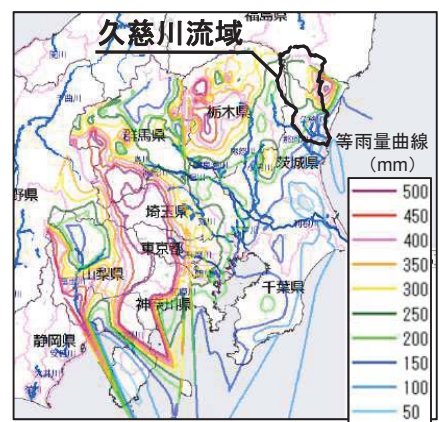 福島県
久慈川流域
栃木県
群馬県
等雨量曲線
(mm)
茨城県
野県
埼玉県
東京都
山梨県
神奈川県
千葉県
静岡県
500
450
400
350
300
250
200
150
100
50